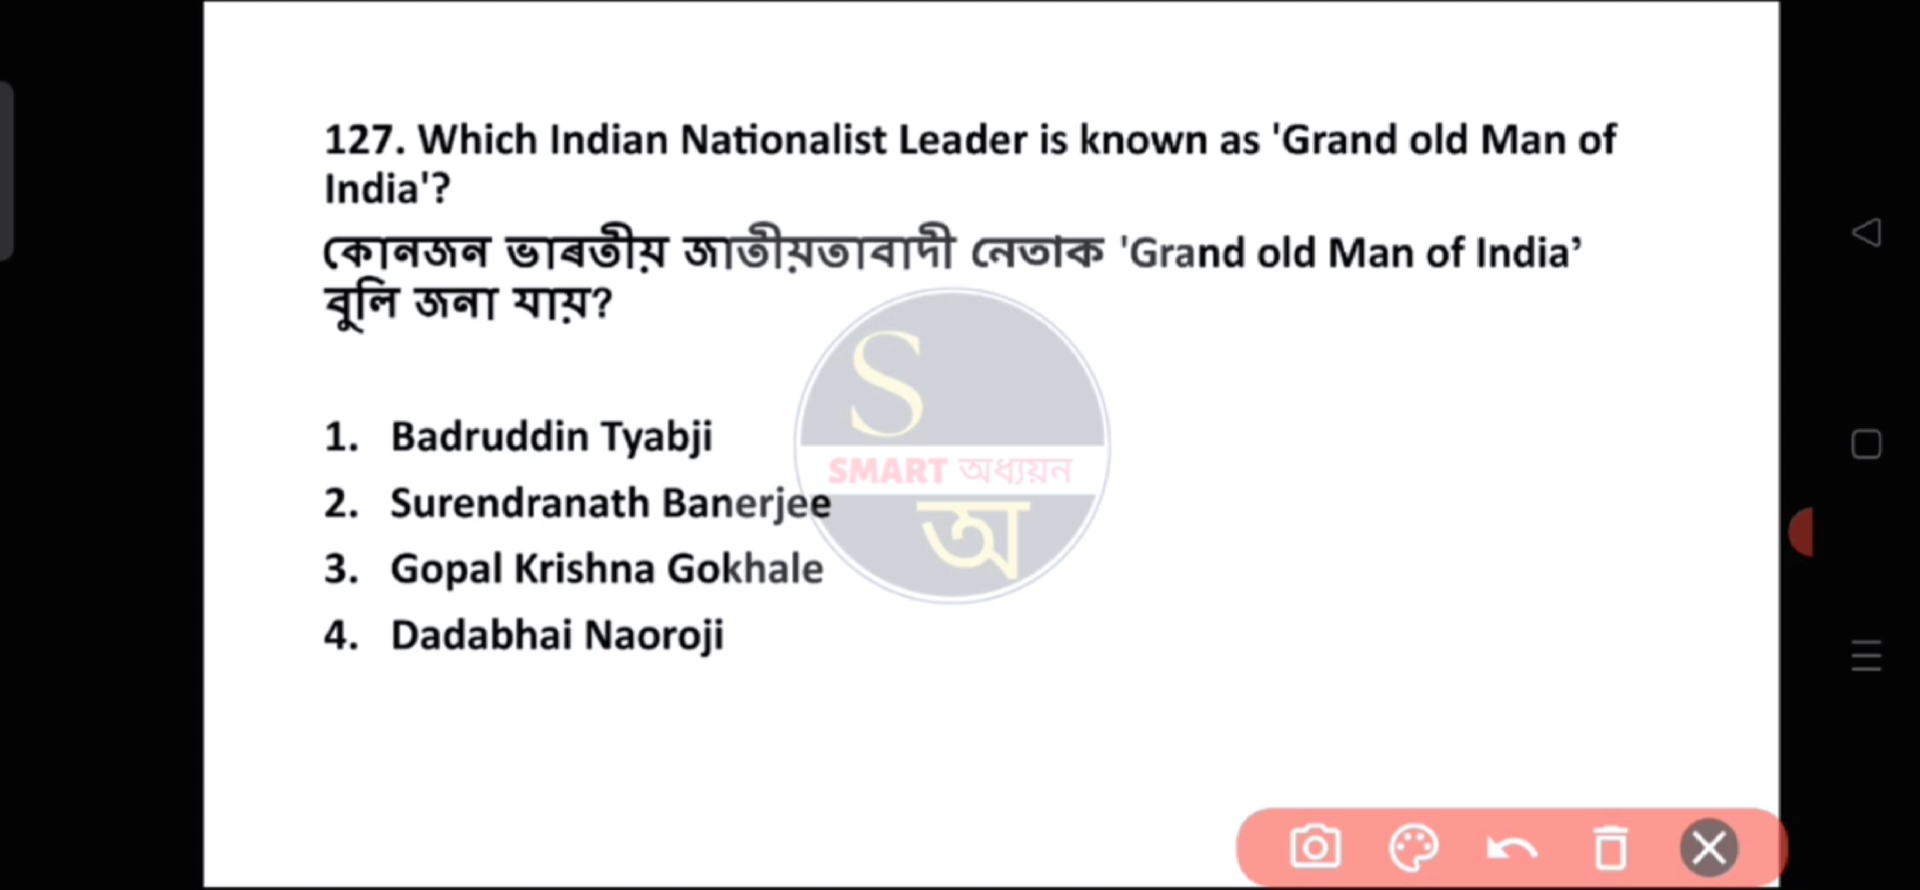 127. Which Indian Nationalist Leader is known as 'Grand old Man of
India'?
কোনজন ভাৰতীয় জাতীয়তাবাদী নেতাক 'Grand old Man of India’
বুলি জনা যায়?
1. Badruddin Tyabji
2. Surendranath Banerjee
3. Gopal Krishna Gokhale
4. Dadabhai Naoroji
S
SMART অধ্যয়ন
অ